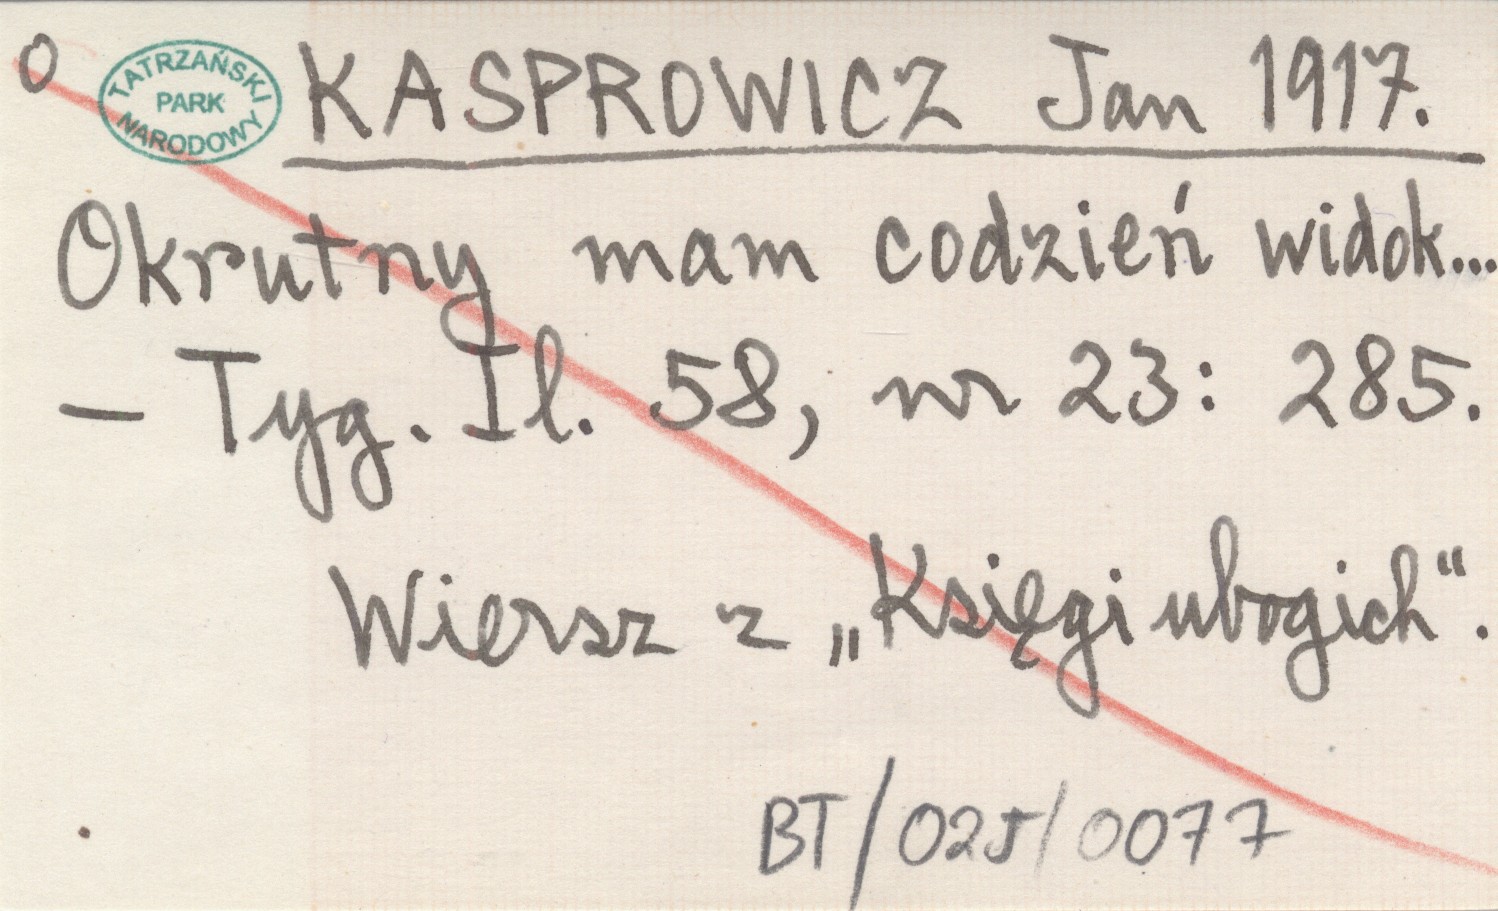 O
TATRZAŃSKI
PARK
NARODOWY
KASPROWICZ Jan 1917.
Okrutny mam codzień widok...
– Tyg. Il. 58, nr 23: 285.
Wiersz z „Księgi ubogich".
BT/025/0077